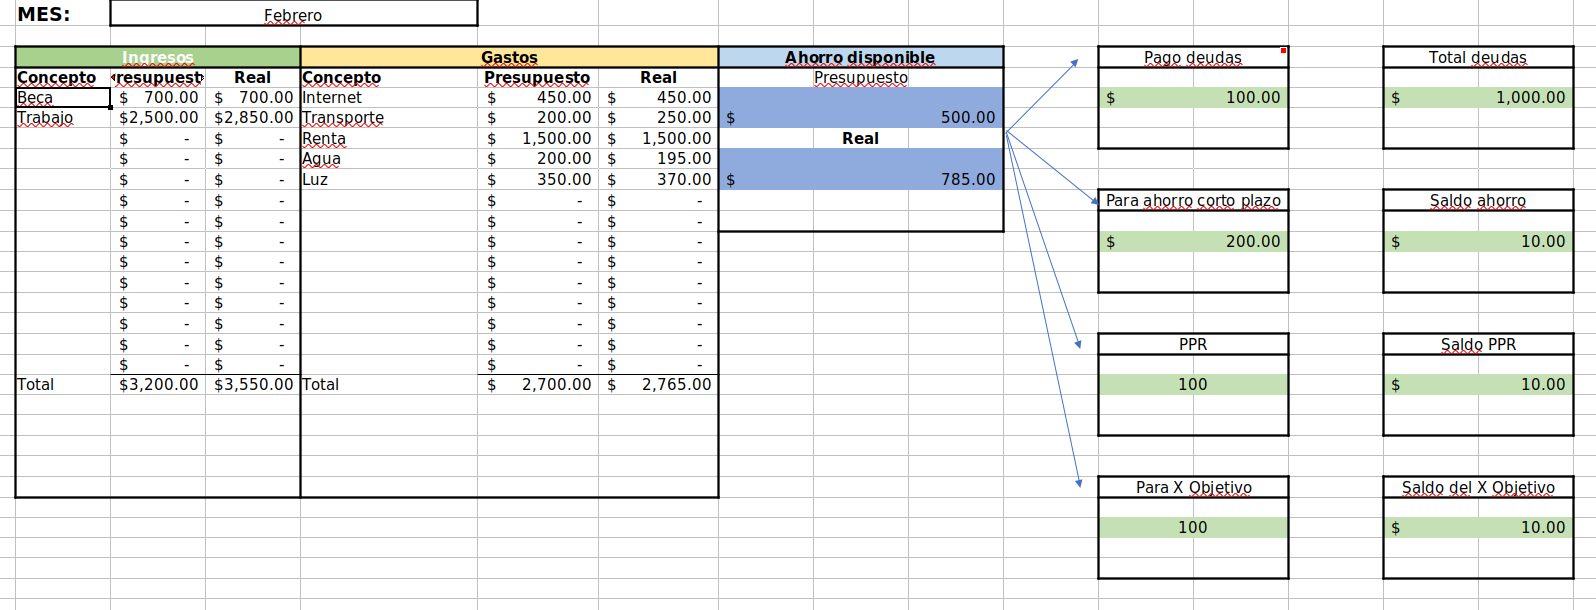 MES: Febrero
Ingresos Gastos Ahorro disponible Pago deudas Total deudas
Concepto resupuest Real Concepto Presupuesto Real Presupuesto
Beca $ 700.00 $ 700.00 Internet $ 450.00 $ 450.00 $ 100.00 $ 1,000.00
Trabajo $2,500.00 $2,850.00 Transporte $ 200.00 $ 250.00 $ 500.00
$ - $ - Renta $ 1,500.00 $ 1,500.00 Real
$ - $ - Agua $ 200.00 $ 195.00
$ - $ - Luz $ 350.00 $ 370.00 $ 785.00
$ - $ - $ - $ - Para ahorro corto plazo Saldo ahorro
$ - $ - $ - $ -
$ - $ - $ - $ - $ 200.00 $ 10.00
$ - $ - $ - $ -
$ - $ - $ - $ -
$ - $ - $ - $ -
$ - $ - $ - $ -
$ - $ - $ - $ - PPR Saldo PPR
$ - $ - $ - $ -
Total $3,200.00 $3,550.00 Total $ 2,700.00 $ 2,765.00 100 $ 10.00
Para X Objetivo Saldo del X Objetivo
100 $ 10.00